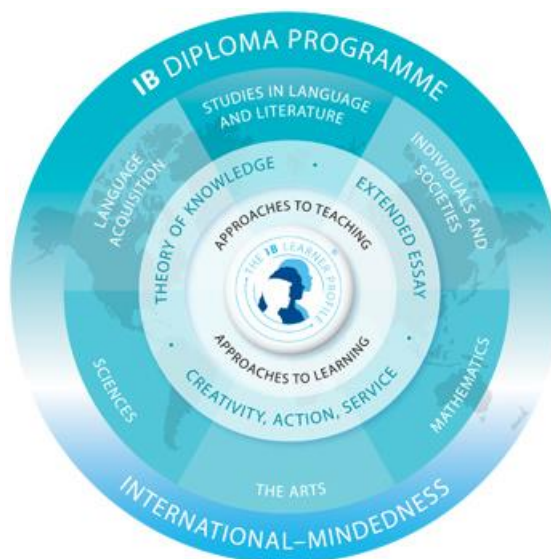 IB DIPLOMA PROGRAMME
STUDIES IN LANGUAGE
AND LITERATURE
LANGUAGE
ACQUISITION
INDIVIDUALS AND
SOCIETIES
THEORY OF KNOWLEDGE
EXTENDED ESSAY
APPROACHES TO TEACHING
THE IB LEARNER PROFILE
®
APPROACHES TO LEARNING
CREATIVITY, ACTION, SERVICE
SCIENCES
MATHEMATICS
THE ARTS
INTERNATIONAL–MINDEDNESS